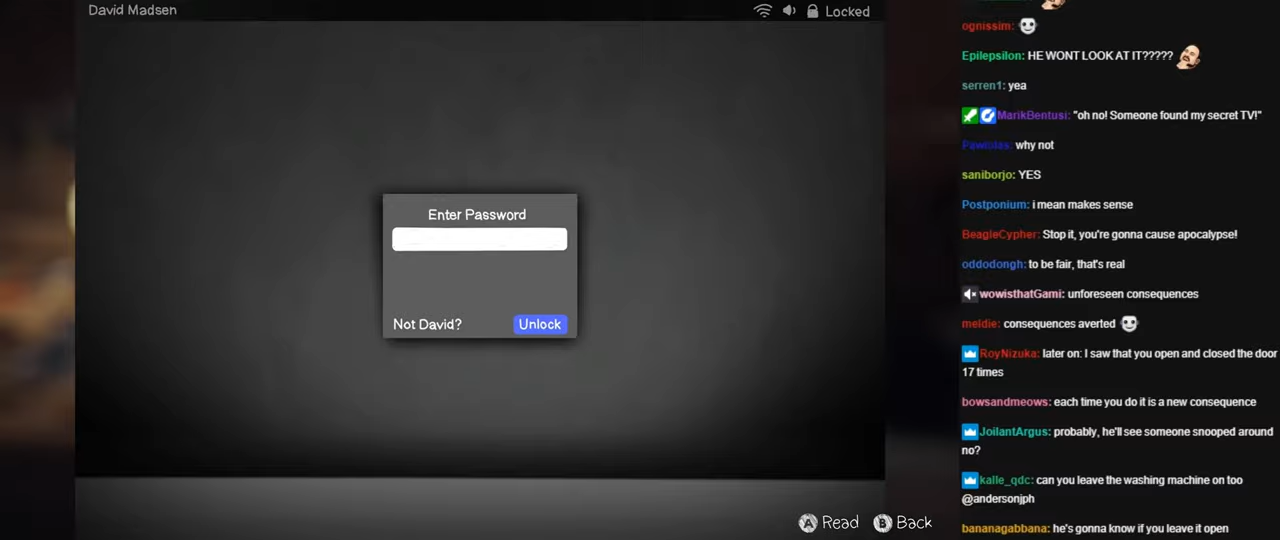 David Madsen
Locked
Enter Password
Not David?
Unlock
A Read
B Back
ognissim:
Epilepsilon: HE WONT LOOK AT IT?????
serren1: yea
MarikBentusi: "oh no! Someone found my secret TV!"
why not
saniborjo: YES
Postponium: i mean makes sense
BeagleCypher: Stop it, you're gonna cause apocalypse!
oddodongh: to be fair, that's real
wowisthatGami: unforeseen consequences
meldie: consequences averted
RoyNizuka: later on: I saw that you open and closed the door
17 times
bowsandmeows: each time you do it is a new consequence
JoilantArgus: probably, he'll see someone snooped around
no?
kalle_qdc: can you leave the washing machine on too
@andersonjph
bananagabbana: he's gonna know if you leave it open